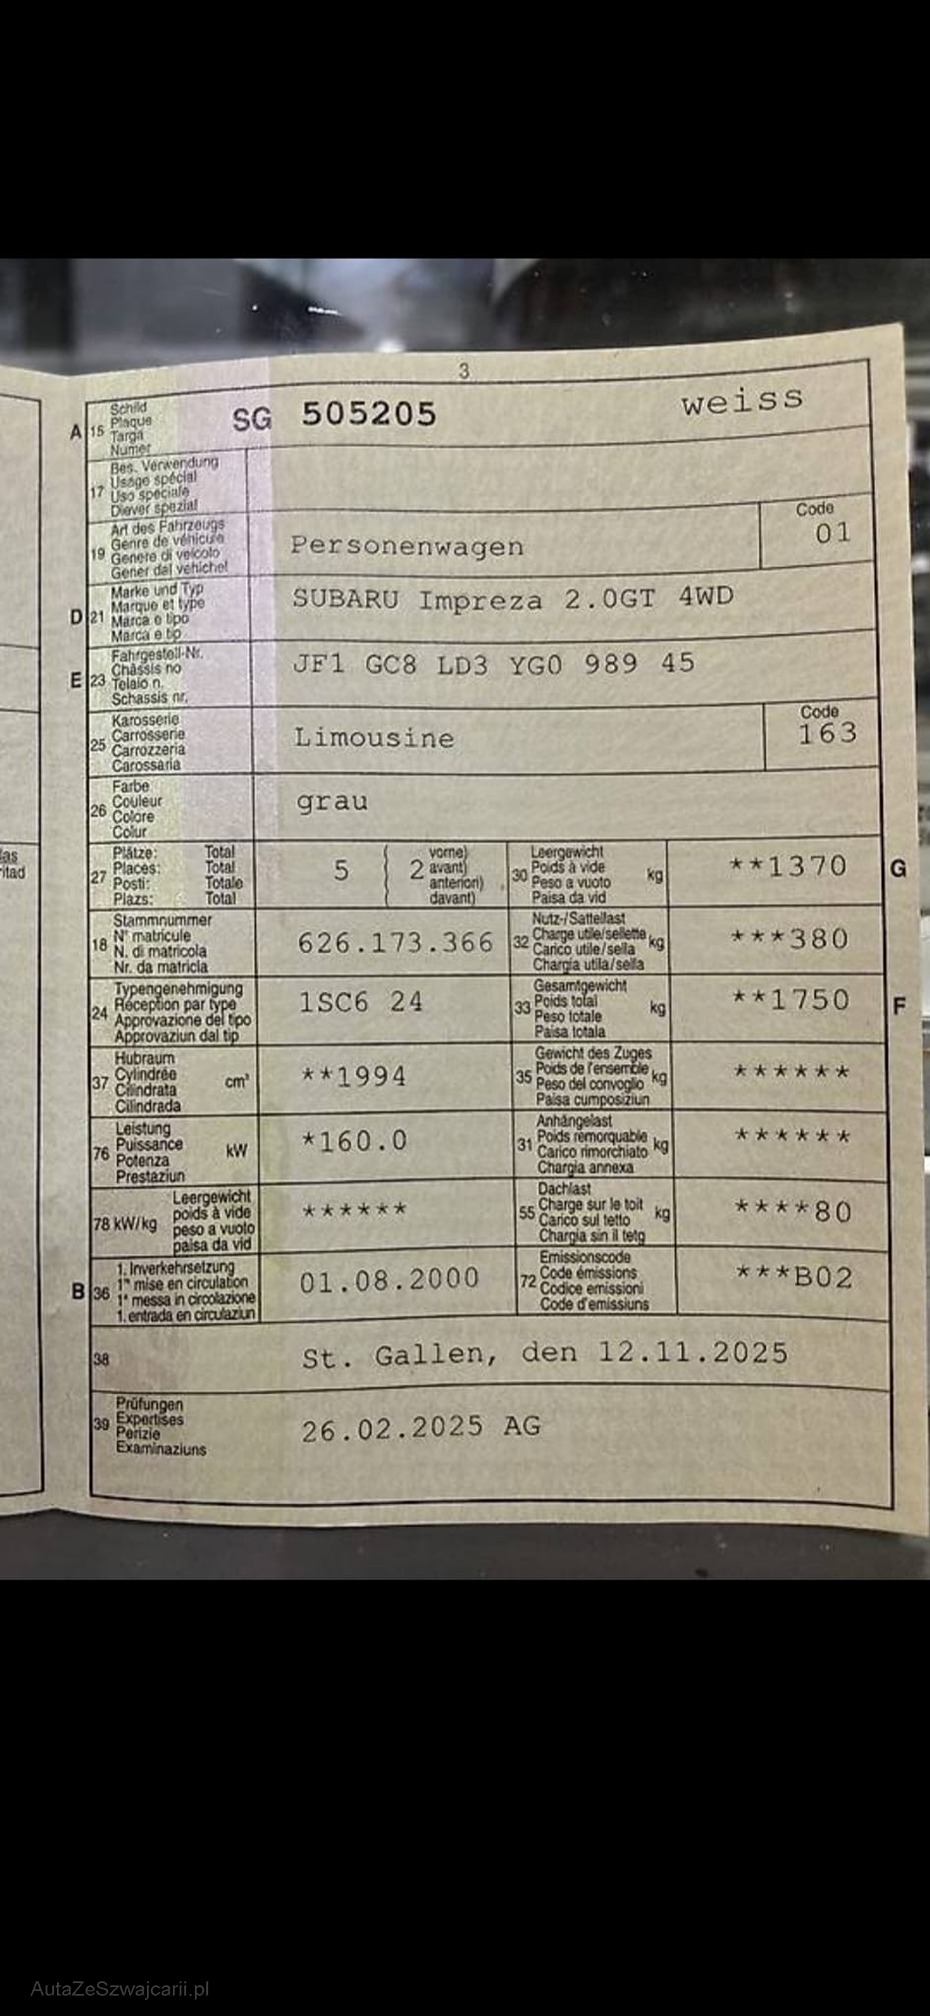 3
A 15 Schild
Plaque
Targa
Numer
SG 505205 weiss
17 Bes. Verwendung
Usage spécial
Uso speciale
Diever spezial
19 Art des Fahrzeugs
Genre de véhicule
Genere di veicolo
Gener dal vehichel
Personenwagen
Code
01
D 21 Marke und Typ
Marque et type
Marca e tipo
Marca e tip
SUBARU Impreza 2.0GT 4WD
E 23 Fahrgestell-Nr.
Châssis no
Telaio n.
Schassis nr.
JF1 GC8 LD3 YG0 989 45
25 Karosserie
Carrosserie
Carrozzeria
Carossaria
Limousine
Code
163
26 Farbe
Couleur
Colore
Colur
grau
las
ritad
27 Plätze: Total
Places: Total
Posti: Totale
Plazs: Total
5 ( 2 vorne)
avant)
anteriori)
davant)
30 Leergewicht
Poids à vide
Peso a vuoto
Paisa da vid
kg
**1370 G
18 Stammnummer
N° matricule
N. di matricola
Nr. da matricla
626.173.366
32 Nutz-/Sattellast
Charge utile/sellette
Carico utile/sella
Chargia utila/sella
kg
***380
24 Typengenehmigung
Réception par type
Approvazione del tipo
Approvaziun dal tip
1SC6 24
33 Gesamtgewicht
Poids total
Peso totale
Paisa totala
kg
**1750 F
37 Hubraum
Cylindrée
Cilindrata
Cilindrada
cm³
**1994
35 Gewicht des Zuges
Poids de l'ensemble
Peso del convoglio
Paisa cumposiziun
kg
******
76 Leistung
Puissance
Potenza
Prestaziun
kW
*160.0
31 Anhängelast
Poids remorquable
Carico rimorchiato
Chargia annexa
kg
******
78 kW/kg Leergewicht
poids à vide
peso a vuoto
paisa da vid
******
55 Dachlast
Charge sur le toit
Carico sul tetto
Chargia sin il tetg
kg
****80
B 36 1. Inverkehrsetzung
1re mise en circulation
1a messa in circolazione
1. entrada en circulaziun
01.08.2000
72 Emissionscode
Code émissions
Codice emissioni
Code d'emissiuns
***B02
38 St. Gallen, den 12.11.2025
39 Prüfungen
Expertises
Perizie
Examinaziuns
26.02.2025 AG
AutaZeSzwajcarii.pl